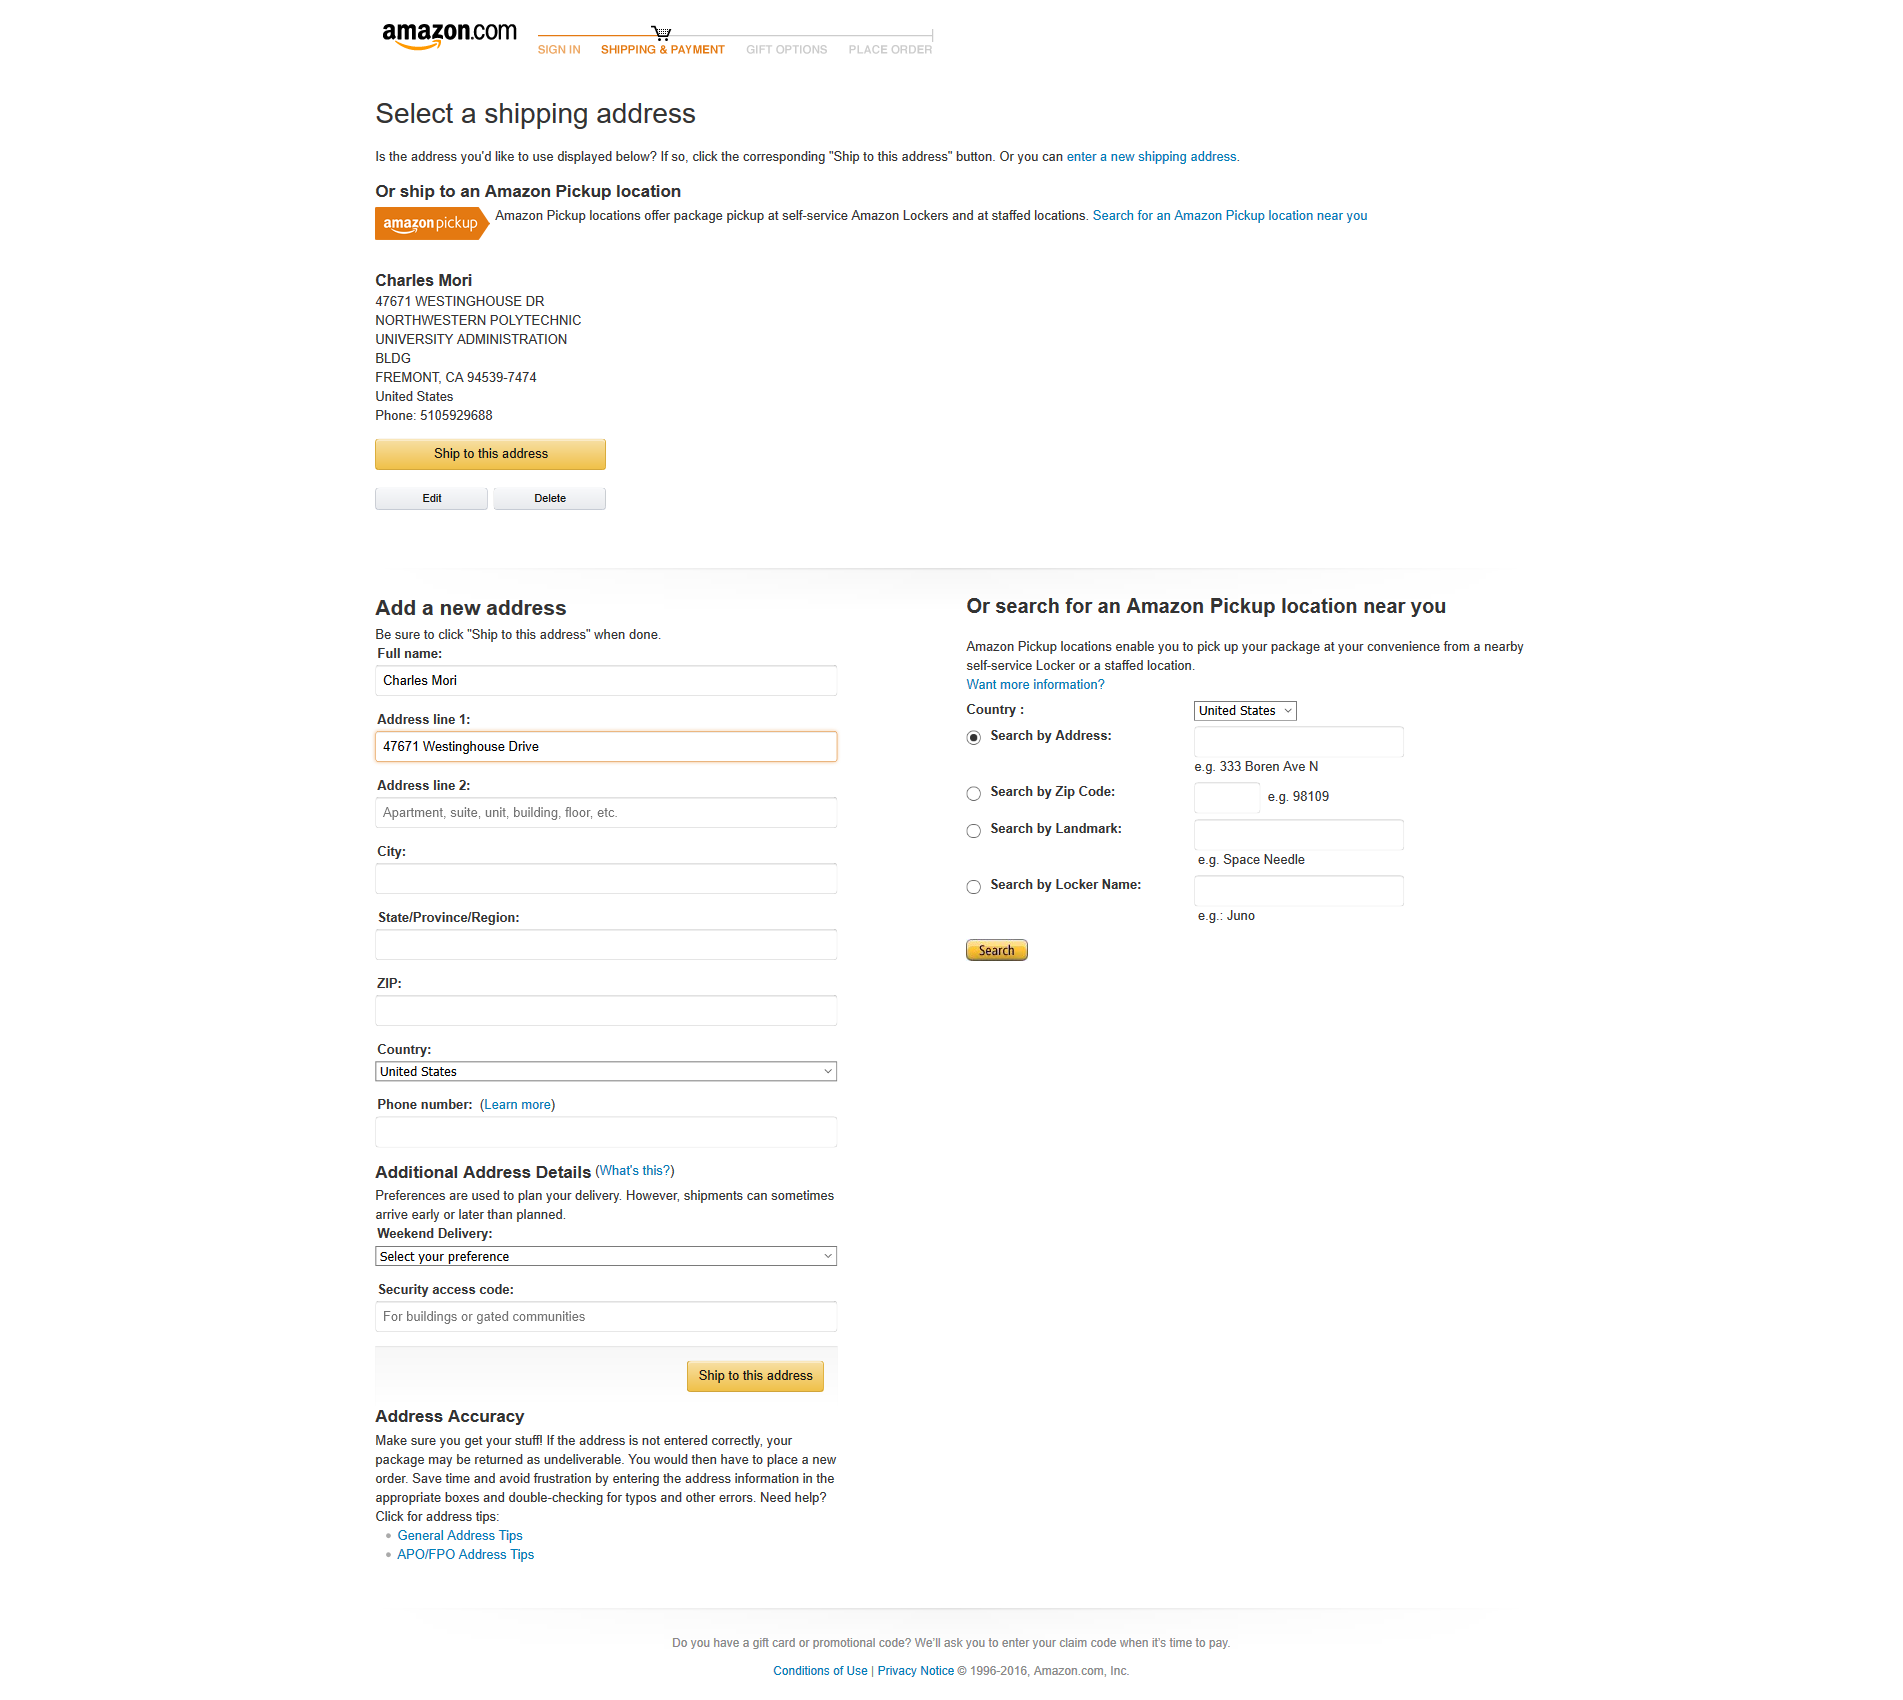 amazon.com
SIGN IN SHIPPING & PAYMENT GIFT OPTIONS PLACE ORDER
Select a shipping address
Is the address you'd like to use displayed below? If so, click the corresponding "Ship to this address" button. Or you can enter a new shipping address.
Or ship to an Amazon Pickup location
amazon pickup Amazon Pickup locations offer package pickup at self-service Amazon Lockers and at staffed locations. Search for an Amazon Pickup location near you
Charles Mori
47671 WESTINGHOUSE DR
NORTHWESTERN POLYTECHNIC
UNIVERSITY ADMINISTRATION
BLDG
FREMONT, CA 94539-7474
United States
Phone: 5105929688
Ship to this address
Edit Delete
Add a new address
Be sure to click "Ship to this address" when done.
Full name:
Charles Mori
Address line 1:
47671 Westinghouse Drive
Address line 2:
Apartment, suite, unit, building, floor, etc.
City:
State/Province/Region:
ZIP:
Country:
United States
Phone number: (Learn more)
Additional Address Details (What's this?)
Preferences are used to plan your delivery. However, shipments can sometimes
arrive early or later than planned.
Weekend Delivery:
Select your preference
Security access code:
For buildings or gated communities
Ship to this address
Address Accuracy
Make sure you get your stuff! If the address is not entered correctly, your
package may be returned as undeliverable. You would then have to place a new
order. Save time and avoid frustration by entering the address information in the
appropriate boxes and double-checking for typos and other errors. Need help?
Click for address tips:
General Address Tips
APO/FPO Address Tips
Or search for an Amazon Pickup location near you
Amazon Pickup locations enable you to pick up your package at your convenience from a nearby
self-service Locker or a staffed location.
Want more information?
Country : United States
Search by Address:
e.g. 333 Boren Ave N
Search by Zip Code: e.g. 98109
Search by Landmark:
e.g. Space Needle
Search by Locker Name:
e.g.: Juno
Search
Do you have a gift card or promotional code? We'll ask you to enter your claim code when it's time to pay.
Conditions of Use | Privacy Notice © 1996-2016, Amazon.com, Inc.